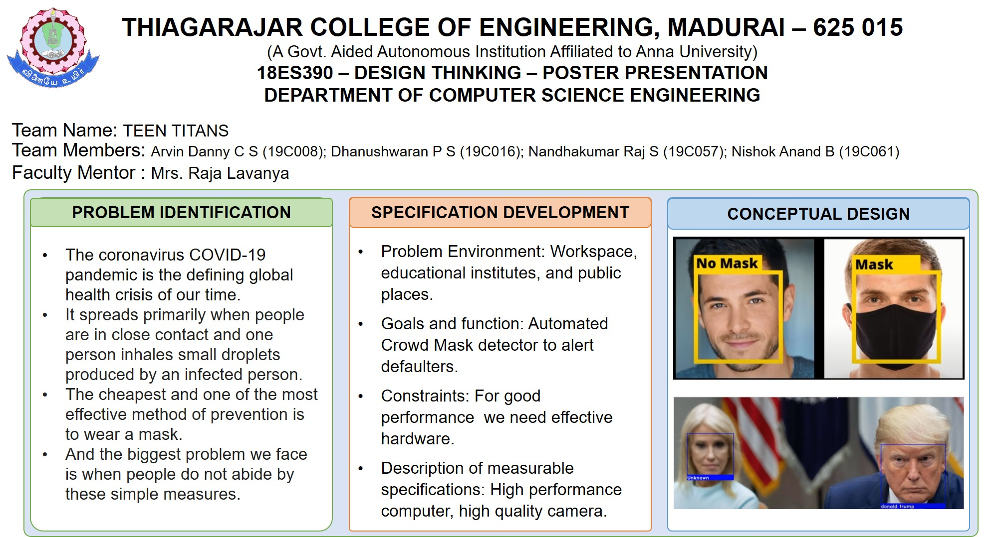 வினையே உயிர்
THIAGARAJAR COLLEGE OF ENGINEERING, MADURAI – 625 015
(A Govt. Aided Autonomous Institution Affiliated to Anna University)
18ES390 – DESIGN THINKING – POSTER PRESENTATION
DEPARTMENT OF COMPUTER SCIENCE ENGINEERING
Team Name: TEEN TITANS
Team Members: Arvin Danny C S (19C008); Dhanushwaran P S (19C016); Nandhakumar Raj S (19C057); Nishok Anand B (19C061)
Faculty Mentor : Mrs. Raja Lavanya
PROBLEM IDENTIFICATION
• The coronavirus COVID-19
pandemic is the defining global
health crisis of our time.
• It spreads primarily when people
are in close contact and one
person inhales small droplets
produced by an infected person.
• The cheapest and one of the most
effective method of prevention is
to wear a mask.
• And the biggest problem we face
is when people do not abide by
these simple measures.
SPECIFICATION DEVELOPMENT
• Problem Environment: Workspace,
educational institutes, and public
places.
• Goals and function: Automated
Crowd Mask detector to alert
defaulters.
• Constraints: For good
performance  we need effective
hardware.
• Description of measurable
specifications: High performance
computer, high quality camera.
CONCEPTUAL DESIGN
No Mask
Mask
Unknown
donald trump